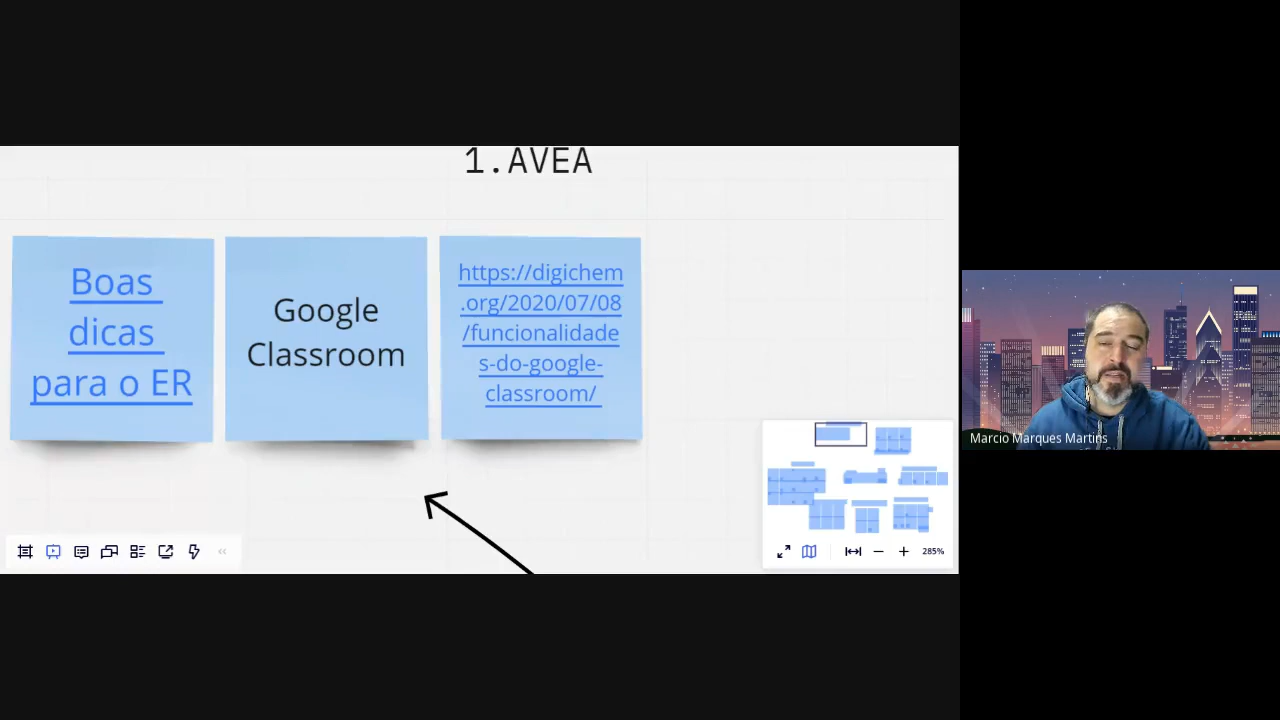 1.AVEA
Boas
dicas
para o ER
Google
Classroom
https://digichem
.org/2020/07/08
/funcionalidade
s-do-google-
classroom/
Marcio Marques Martins
285%